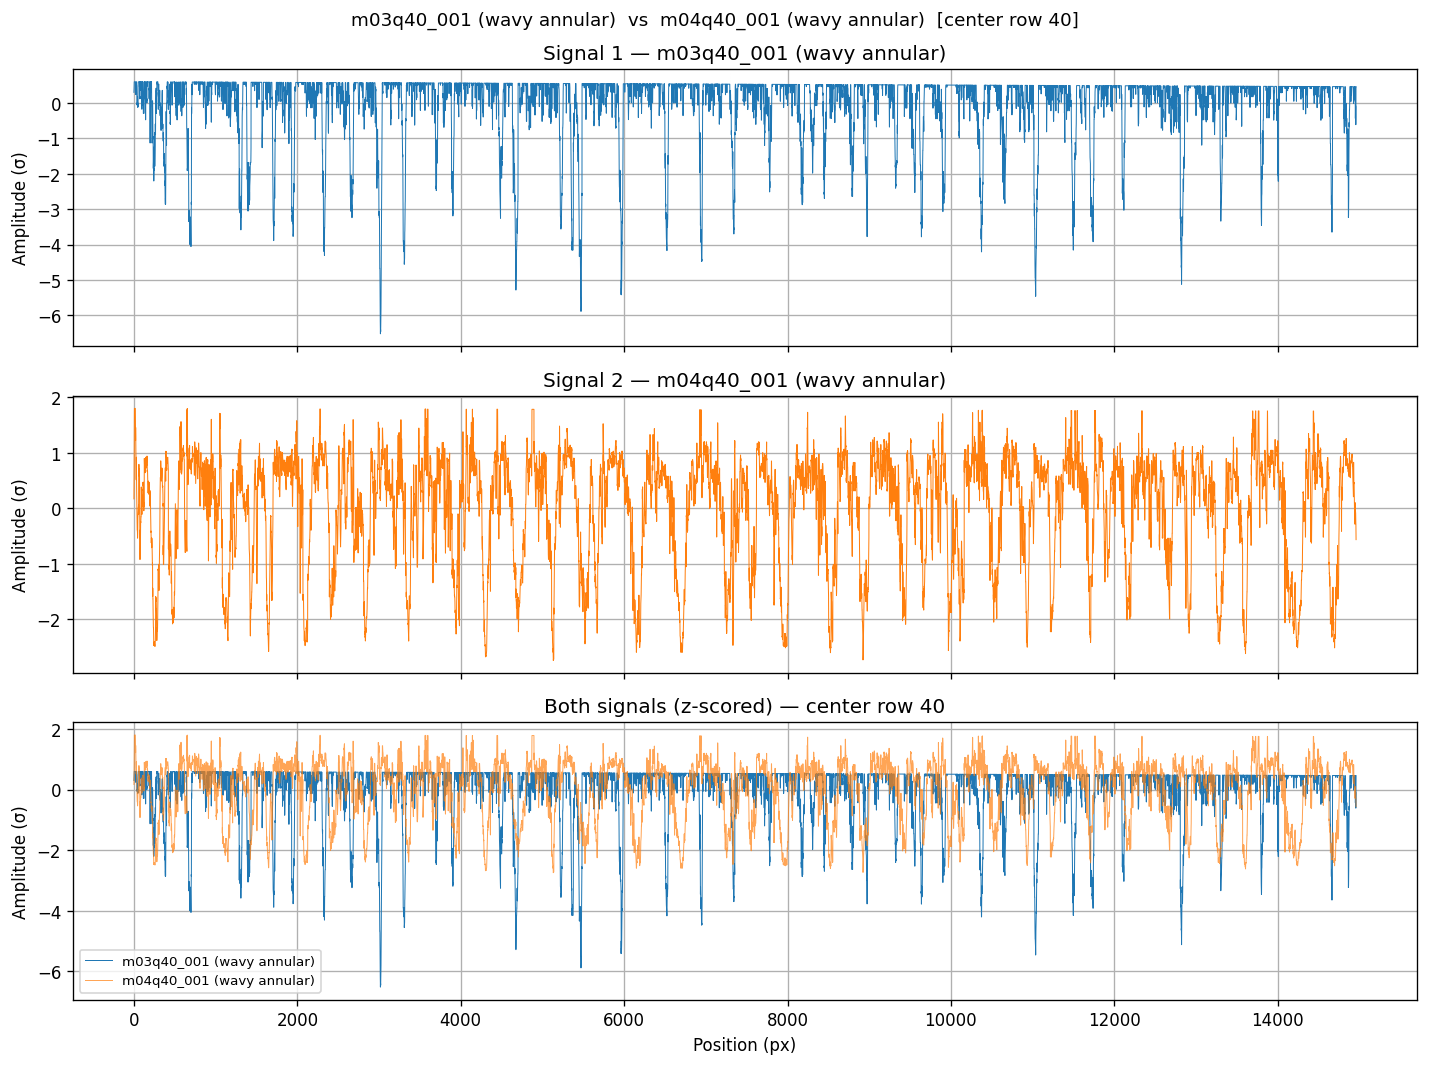 m03q40_001 (wavy annular)  vs  m04q40_001 (wavy annular)  [center row 40]
Signal 1 — m03q40_001 (wavy annular)
Amplitude (σ)
0
−1
−2
−3
−4
−5
−6
Signal 2 — m04q40_001 (wavy annular)
Amplitude (σ)
2
1
0
−1
−2
Both signals (z-scored) — center row 40
Amplitude (σ)
2
0
−2
−4
−6
m03q40_001 (wavy annular)
m04q40_001 (wavy annular)
0 2000 4000 6000 8000 10000 12000 14000
Position (px)